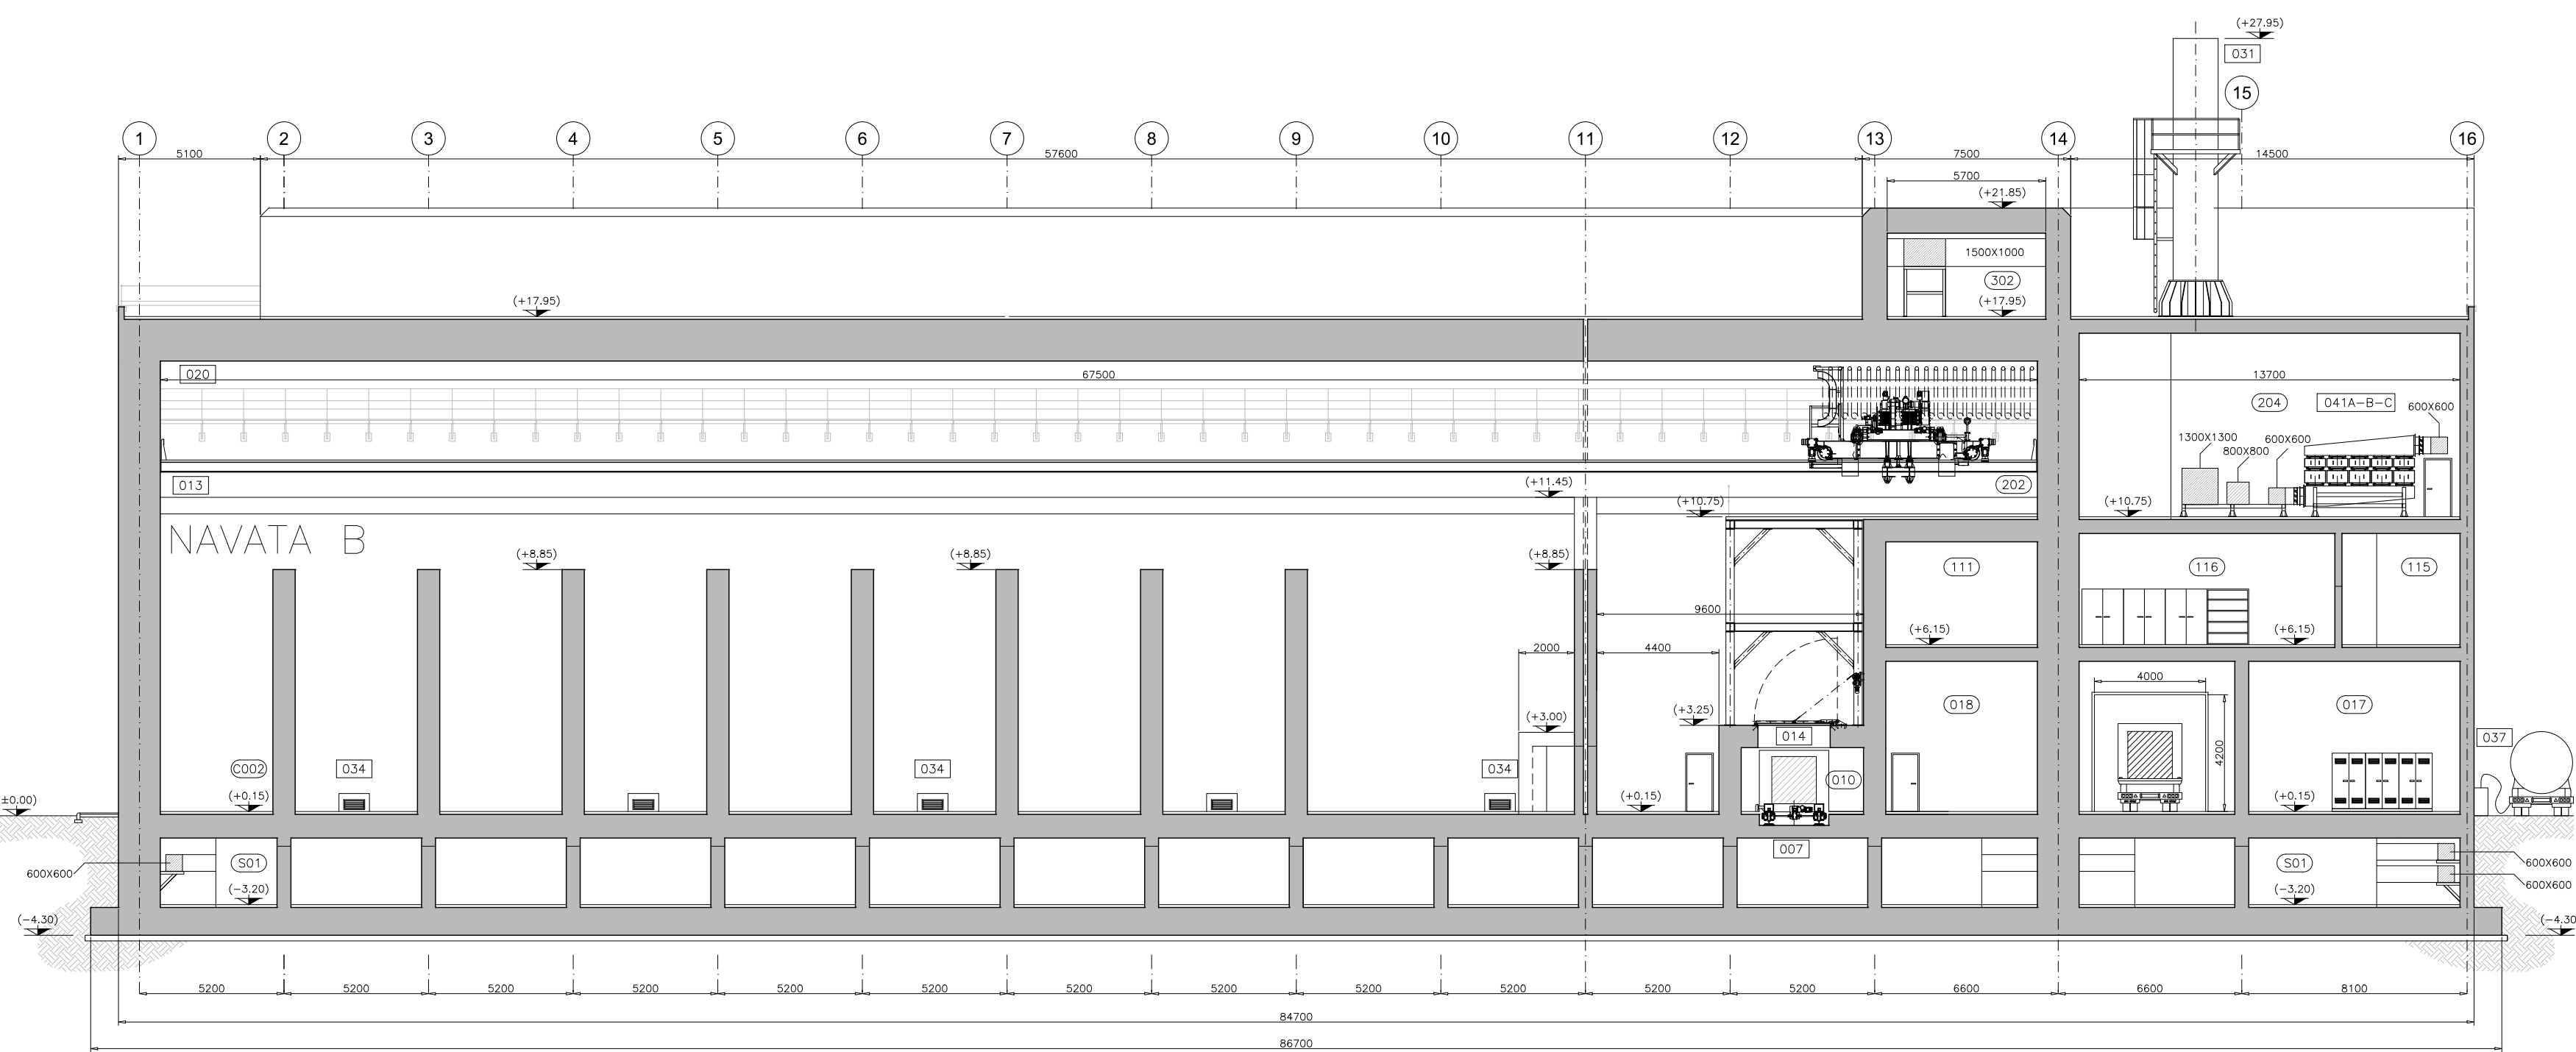 (+27.95)
031
15
1 2 3 4 5 6 7 8 9 10 11 12 13 14 16
5100 57600 7500 14500
5700
(+21.85)
1500X1000
302
(+17.95) (+17.95)
020 67500 13700
204 041A-B-C 600X600
1300X1300 600X600
800X800
013 (+11.45) 202
(+10.75) (+10.75)
NAVATA B
(+8.85) (+8.85) (+8.85)
111 116 115
9600
(+6.15) (+6.15)
2000 4400
4000
018 017
(+3.00) (+3.25)
014 037
4200
C002 034 034 034 010
(+0.15) (+0.15) (+0.15)
±0.00)
007
S01 S01 600X600
600X600 600X600
(−3.20) (−3.20)
(−4.30) (−4.30
5200 5200 5200 5200 5200 5200 5200 5200 5200 5200 5200 5200 6600 6600 8100
84700
86700